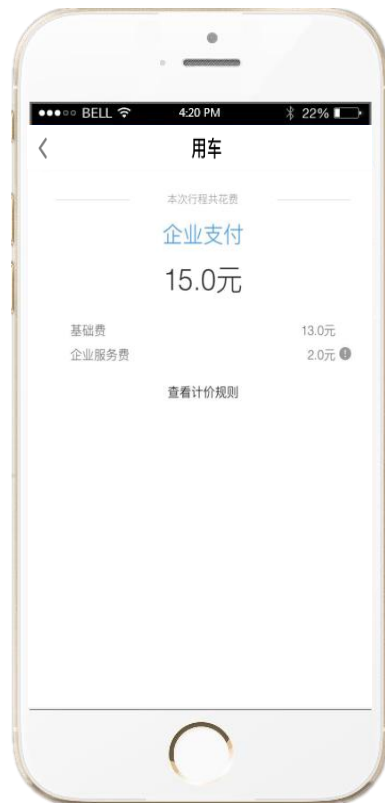 BELL 4:20 PM 22%
用车
本次行程共花费
企业支付
15.0元
基础费 13.0元
企业服务费 2.0元
查看计价规则